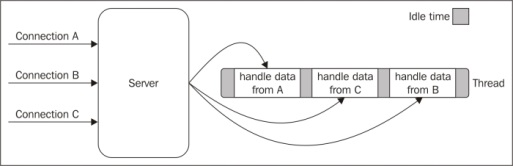 Idle time
Connection A
Connection B
Connection C
Server
handle data
from A
handle data
from C
handle data
from B
Thread